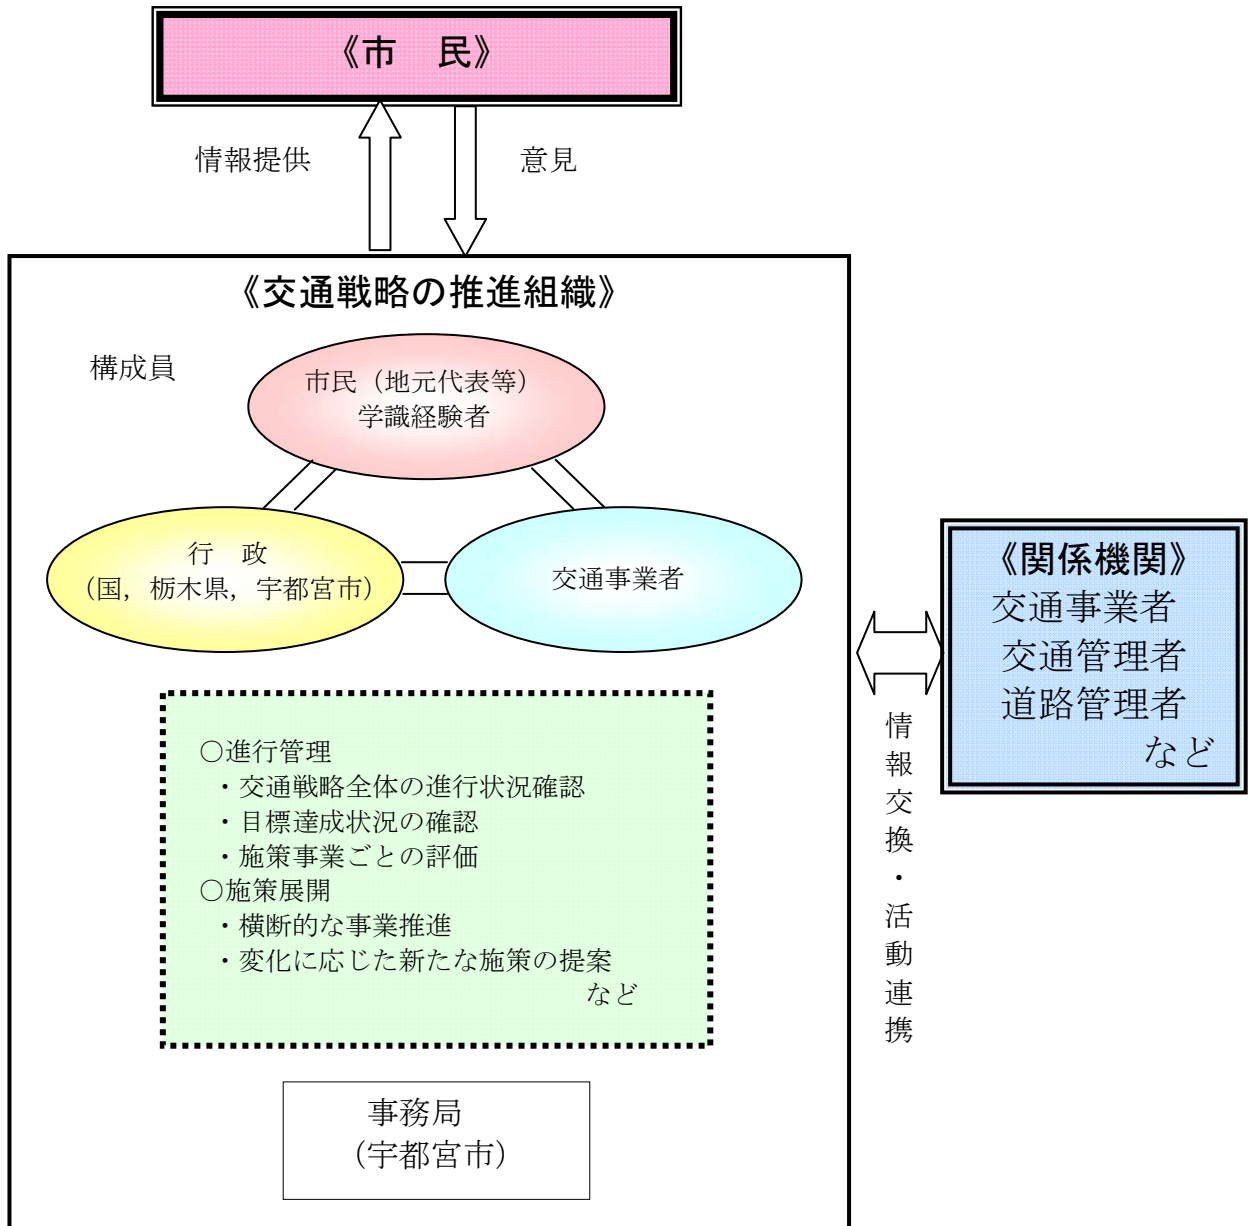 《市　民》
情報提供
意見
《交通戦略の推進組織》
構成員
市民（地元代表等）
学識経験者
行　政
（国，栃木県，宇都宮市）
交通事業者
○進行管理
・交通戦略全体の進行状況確認
・目標達成状況の確認
・施策事業ごとの評価
○施策展開
・横断的な事業推進
・変化に応じた新たな施策の提案
など
事務局
（宇都宮市）
情報交換・活動連携
《関係機関》
交通事業者
交通管理者
道路管理者
など